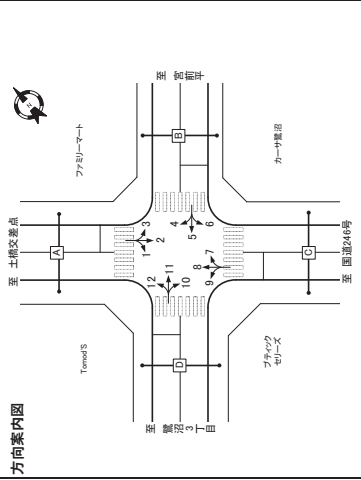 方向案内図
至 土橋交差点
ファミリーマート
至 宮前平
Tomod'S
カーサ鷺沼
ブティック
セリーズ
至 鷺沼3丁目
至 国道246号
N
A
B
C
D
1
2
3
4
5
6
7
8
9
10
11
12